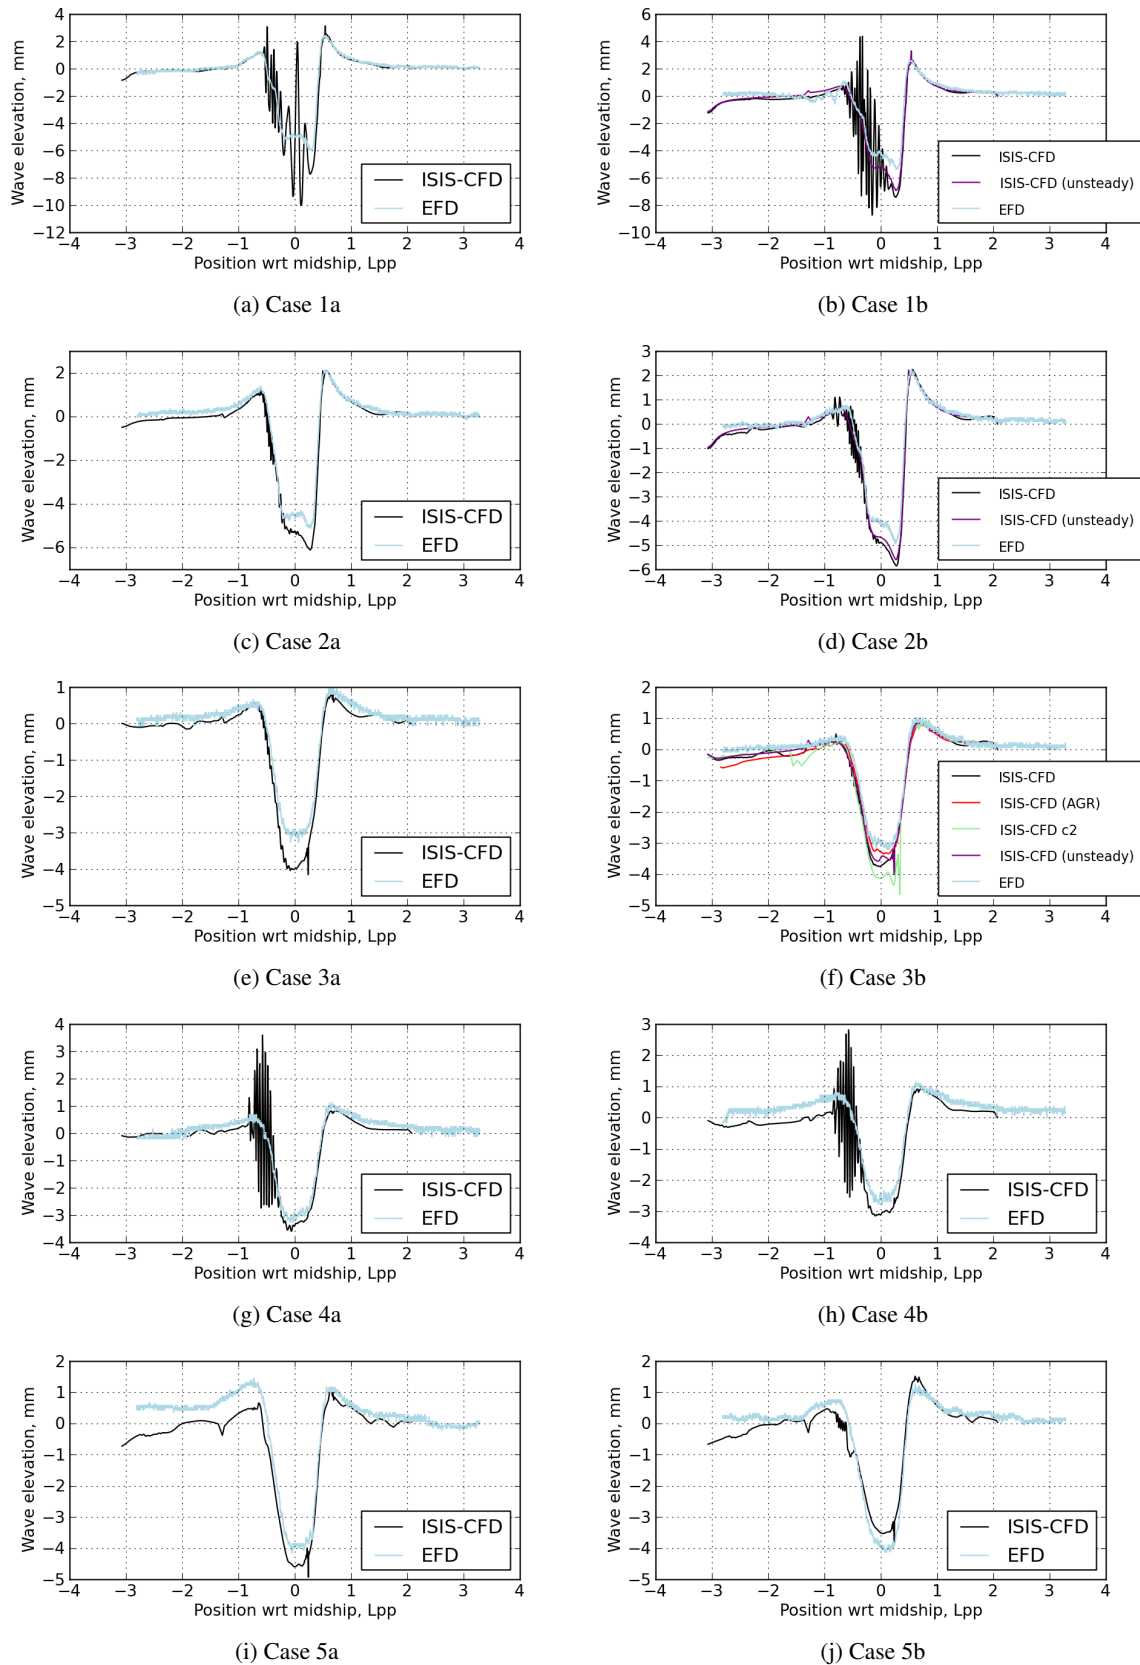 4
2
0
−2
−4
−6
−8
−10
−12
Wave elevation, mm
ISIS-CFD
EFD
−4 −3 −2 −1 0 1 2 3 4
Position wrt midship, Lpp
(a) Case 1a
6
4
2
0
−2
−4
−6
−8
−10
Wave elevation, mm
ISIS-CFD
ISIS-CFD (unsteady)
EFD
−4 −3 −2 −1 0 1 2 3 4
Position wrt midship, Lpp
(b) Case 1b
2
0
−2
−4
−6
Wave elevation, mm
ISIS-CFD
EFD
−4 −3 −2 −1 0 1 2 3 4
Position wrt midship, Lpp
(c) Case 2a
3
2
1
0
−1
−2
−3
−4
−5
−6
Wave elevation, mm
ISIS-CFD
ISIS-CFD (unsteady)
EFD
−4 −3 −2 −1 0 1 2 3 4
Position wrt midship, Lpp
(d) Case 2b
1
0
−1
−2
−3
−4
−5
Wave elevation, mm
ISIS-CFD
EFD
−4 −3 −2 −1 0 1 2 3 4
Position wrt midship, Lpp
(e) Case 3a
2
1
0
−1
−2
−3
−4
−5
Wave elevation, mm
ISIS-CFD
ISIS-CFD (AGR)
ISIS-CFD c2
ISIS-CFD (unsteady)
EFD
−4 −3 −2 −1 0 1 2 3 4
Position wrt midship, Lpp
(f) Case 3b
4
3
2
1
0
−1
−2
−3
−4
Wave elevation, mm
ISIS-CFD
EFD
−4 −3 −2 −1 0 1 2 3 4
Position wrt midship, Lpp
(g) Case 4a
3
2
1
0
−1
−2
−3
−4
Wave elevation, mm
ISIS-CFD
EFD
−4 −3 −2 −1 0 1 2 3 4
Position wrt midship, Lpp
(h) Case 4b
2
1
0
−1
−2
−3
−4
−5
Wave elevation, mm
ISIS-CFD
EFD
−4 −3 −2 −1 0 1 2 3 4
Position wrt midship, Lpp
(i) Case 5a
2
1
0
−1
−2
−3
−4
−5
Wave elevation, mm
ISIS-CFD
EFD
−4 −3 −2 −1 0 1 2 3 4
Position wrt midship, Lpp
(j) Case 5b